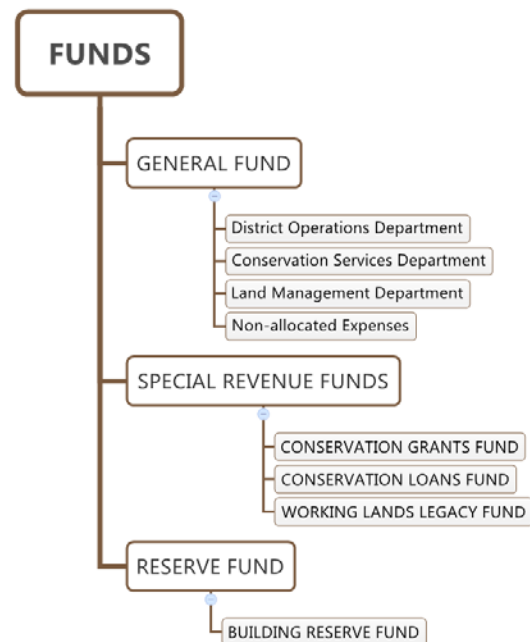 FUNDS
GENERAL FUND
District Operations Department
Conservation Services Department
Land Management Department
Non-allocated Expenses
SPECIAL REVENUE FUNDS
CONSERVATION GRANTS FUND
CONSERVATION LOANS FUND
WORKING LANDS LEGACY FUND
RESERVE FUND
BUILDING RESERVE FUND